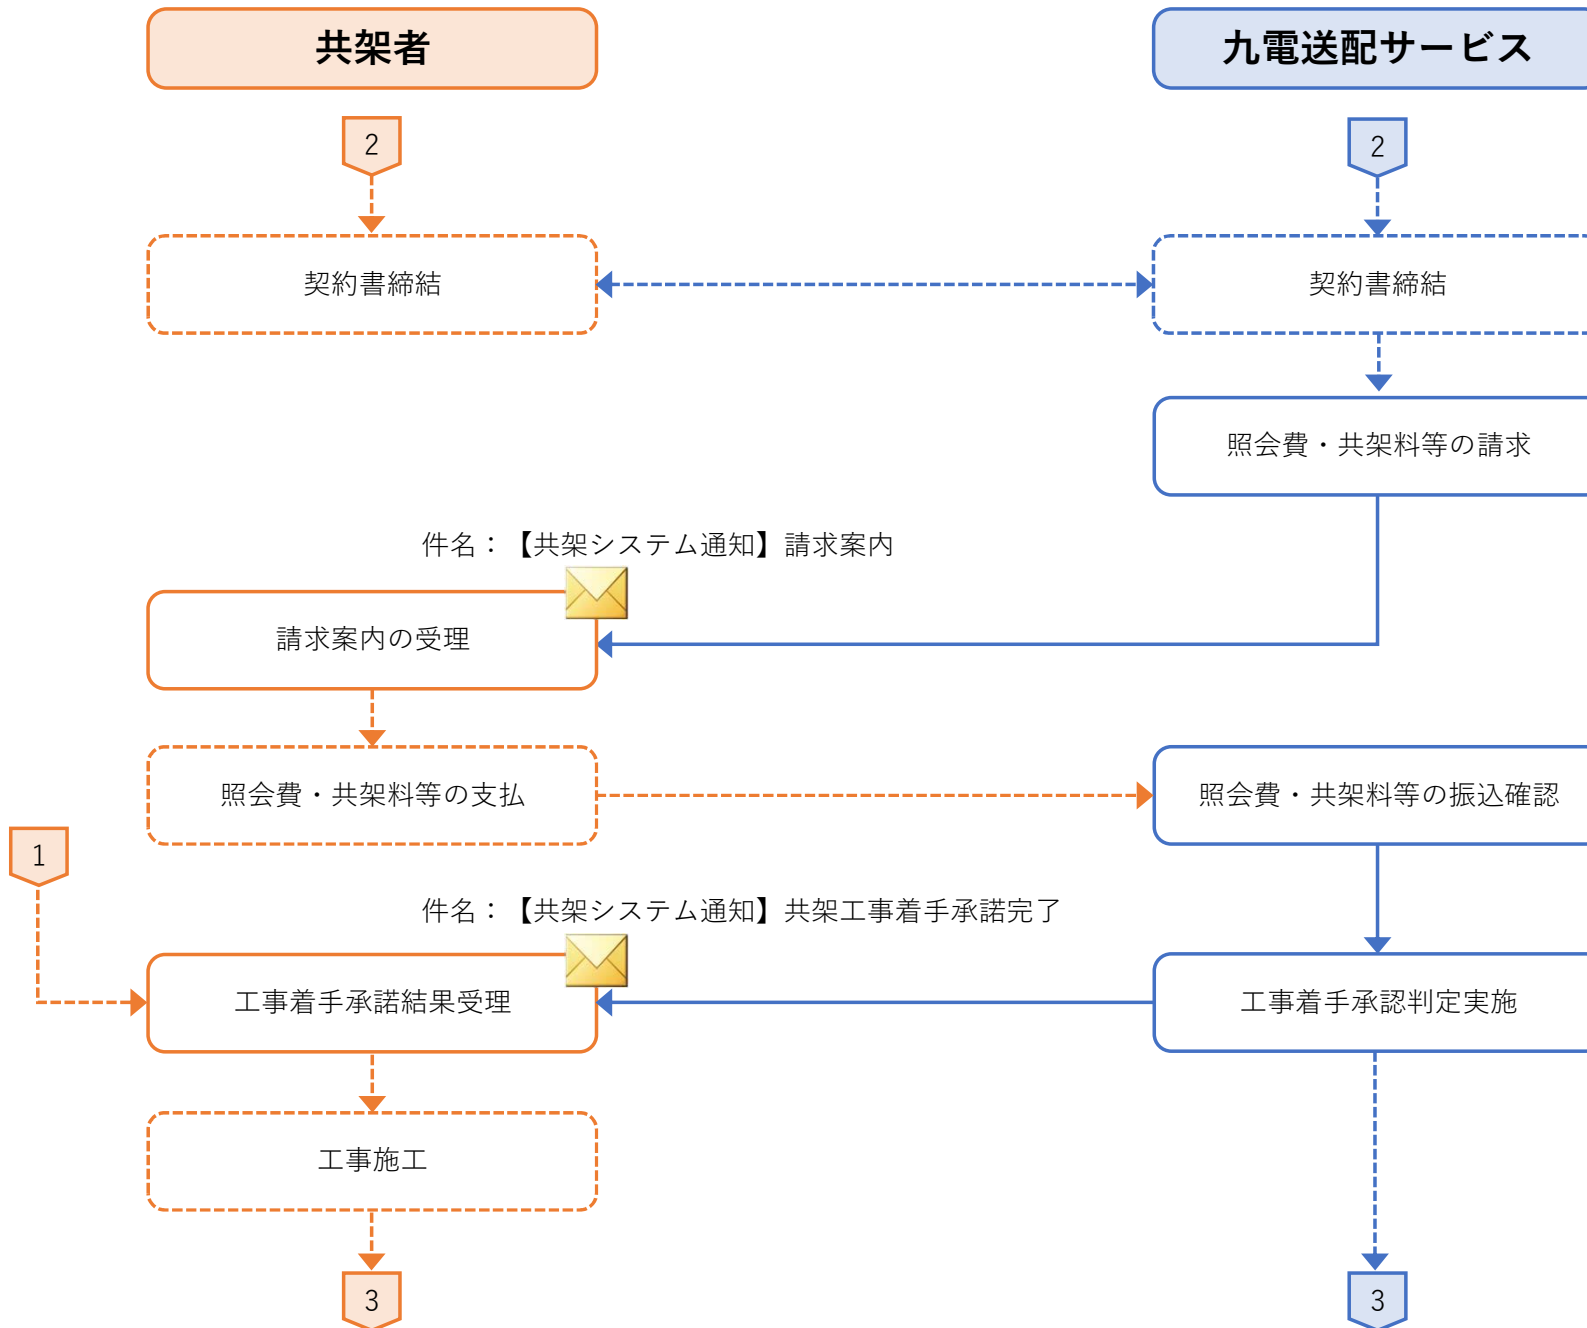 共架者
九電送配サービス
2
2
契約書締結
契約書締結
照会費・共架料等の請求
件名：【共架システム通知】請求案内
請求案内の受理
照会費・共架料等の支払
照会費・共架料等の振込確認
1
件名：【共架システム通知】共架工事着手承諾完了
工事着手承諾結果受理
工事着手承認判定実施
工事施工
3
3